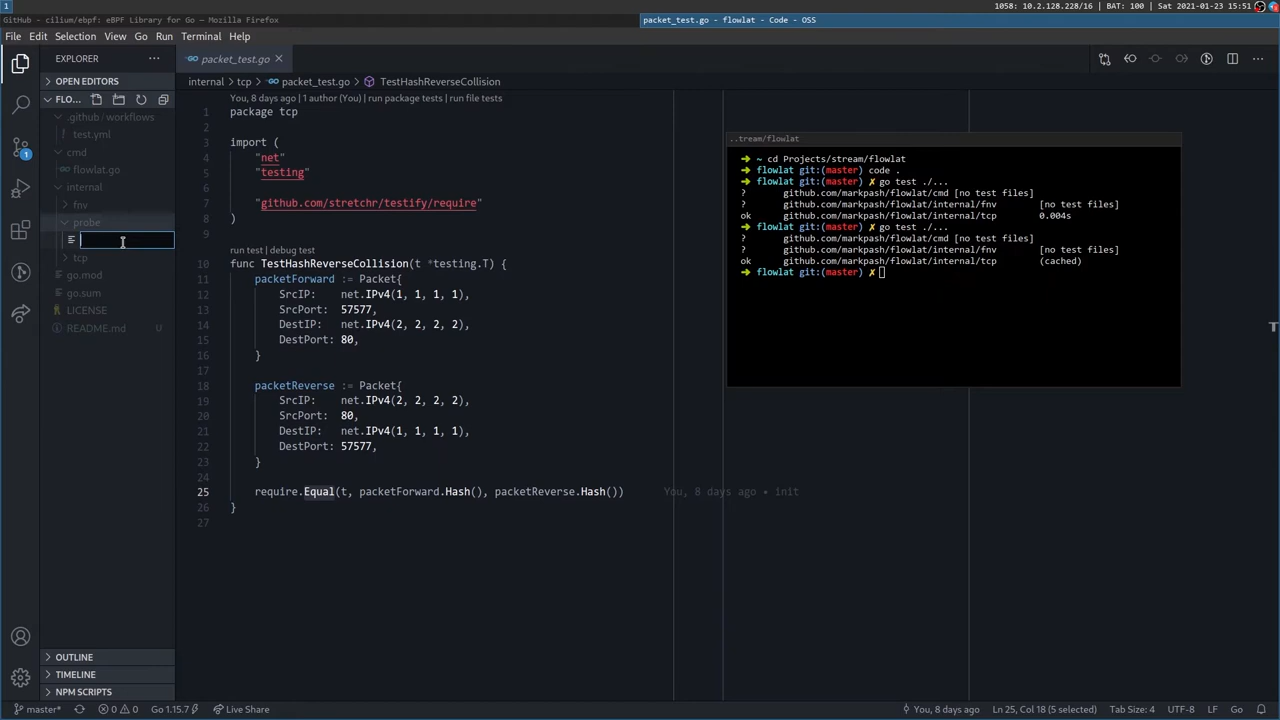 1
1058: 10.2.128.228/16 | BAT: 100 | Sat 2021-01-23 15:51
GitHub - cilium/ebpf: eBPF Library for Go - Mozilla Firefox
packet_test.go - flowlat - Code - OSS
File Edit Selection View Go Run Terminal Help
EXPLORER
OPEN EDITORS
FLO...
.github / workflows
test.yml
cmd
flowlat.go
internal
fnv
probe
tcp
go.mod
go.sum
LICENSE
README.md U
OUTLINE
TIMELINE
NPM SCRIPTS
1
packet_test.go
internal > tcp > packet_test.go > TestHashReverseCollision
You, 8 days ago | 1 author (You) | run package tests | run file tests
1 package tcp
2
3 import (
4 "net"
5 "testing"
6
7 "github.com/stretchr/testify/require"
8 )
9
run test | debug test
10 func TestHashReverseCollision(t *testing.T) {
11 packetForward := Packet{
12 SrcIP: net.IPv4(1, 1, 1, 1),
13 SrcPort: 57577,
14 DestIP: net.IPv4(2, 2, 2, 2),
15 DestPort: 80,
16 }
17
18 packetReverse := Packet{
19 SrcIP: net.IPv4(2, 2, 2, 2),
20 SrcPort: 80,
21 DestIP: net.IPv4(1, 1, 1, 1),
22 DestPort: 57577,
23 }
24
25 require.Equal(t, packetForward.Hash(), packetReverse.Hash()) You, 8 days ago • init
26 }
27
..tream/flowlat
➜ ~ cd Projects/stream/flowlat
➜ flowlat git:(master) code .
➜ flowlat git:(master) ✗ go test ./...
? github.com/markpash/flowlat/cmd [no test files]
? github.com/markpash/flowlat/internal/fnv [no test files]
ok github.com/markpash/flowlat/internal/tcp 0.004s
➜ flowlat git:(master) ✗ go test ./...
? github.com/markpash/flowlat/cmd [no test files]
? github.com/markpash/flowlat/internal/fnv [no test files]
ok github.com/markpash/flowlat/internal/tcp (cached)
➜ flowlat git:(master) ✗
master* 0 0 Go 1.15.7 Live Share
You, 8 days ago Ln 25, Col 18 (5 selected) Tab Size: 4 UTF-8 LF Go